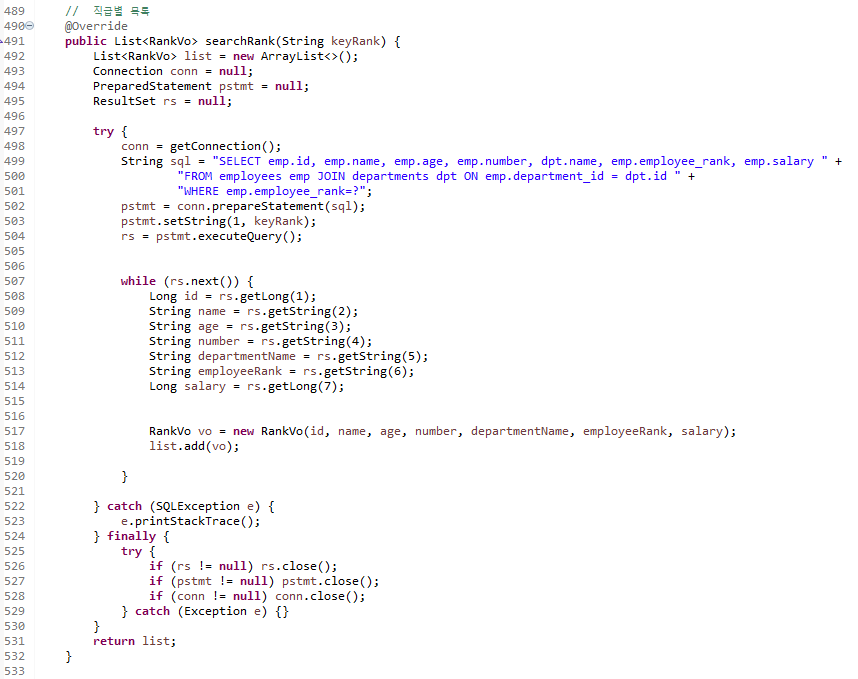 489 // 직급별 목록
490 @Override
491 public List<RankVo> searchRank(String keyRank) {
492 List<RankVo> list = new ArrayList<>();
493 Connection conn = null;
494 PreparedStatement pstmt = null;
495 ResultSet rs = null;
496
497 try {
498 conn = getConnection();
499 String sql = "SELECT emp.id, emp.name, emp.age, emp.number, dpt.name, emp.employee_rank, emp.salary " +
500 "FROM employees emp JOIN departments dpt ON emp.department_id = dpt.id " +
501 "WHERE emp.employee_rank=?";
502 pstmt = conn.prepareStatement(sql);
503 pstmt.setString(1, keyRank);
504 rs = pstmt.executeQuery();
505
506
507 while (rs.next()) {
508 Long id = rs.getLong(1);
509 String name = rs.getString(2);
510 String age = rs.getString(3);
511 String number = rs.getString(4);
512 String departmentName = rs.getString(5);
513 String employeeRank = rs.getString(6);
514 Long salary = rs.getLong(7);
515
516
517 RankVo vo = new RankVo(id, name, age, number, departmentName, employeeRank, salary);
518 list.add(vo);
519
520 }
521
522 } catch (SQLException e) {
523 e.printStackTrace();
524 } finally {
525 try {
526 if (rs != null) rs.close();
527 if (pstmt != null) pstmt.close();
528 if (conn != null) conn.close();
529 } catch (Exception e) {}
530 }
531 return list;
532 }
533